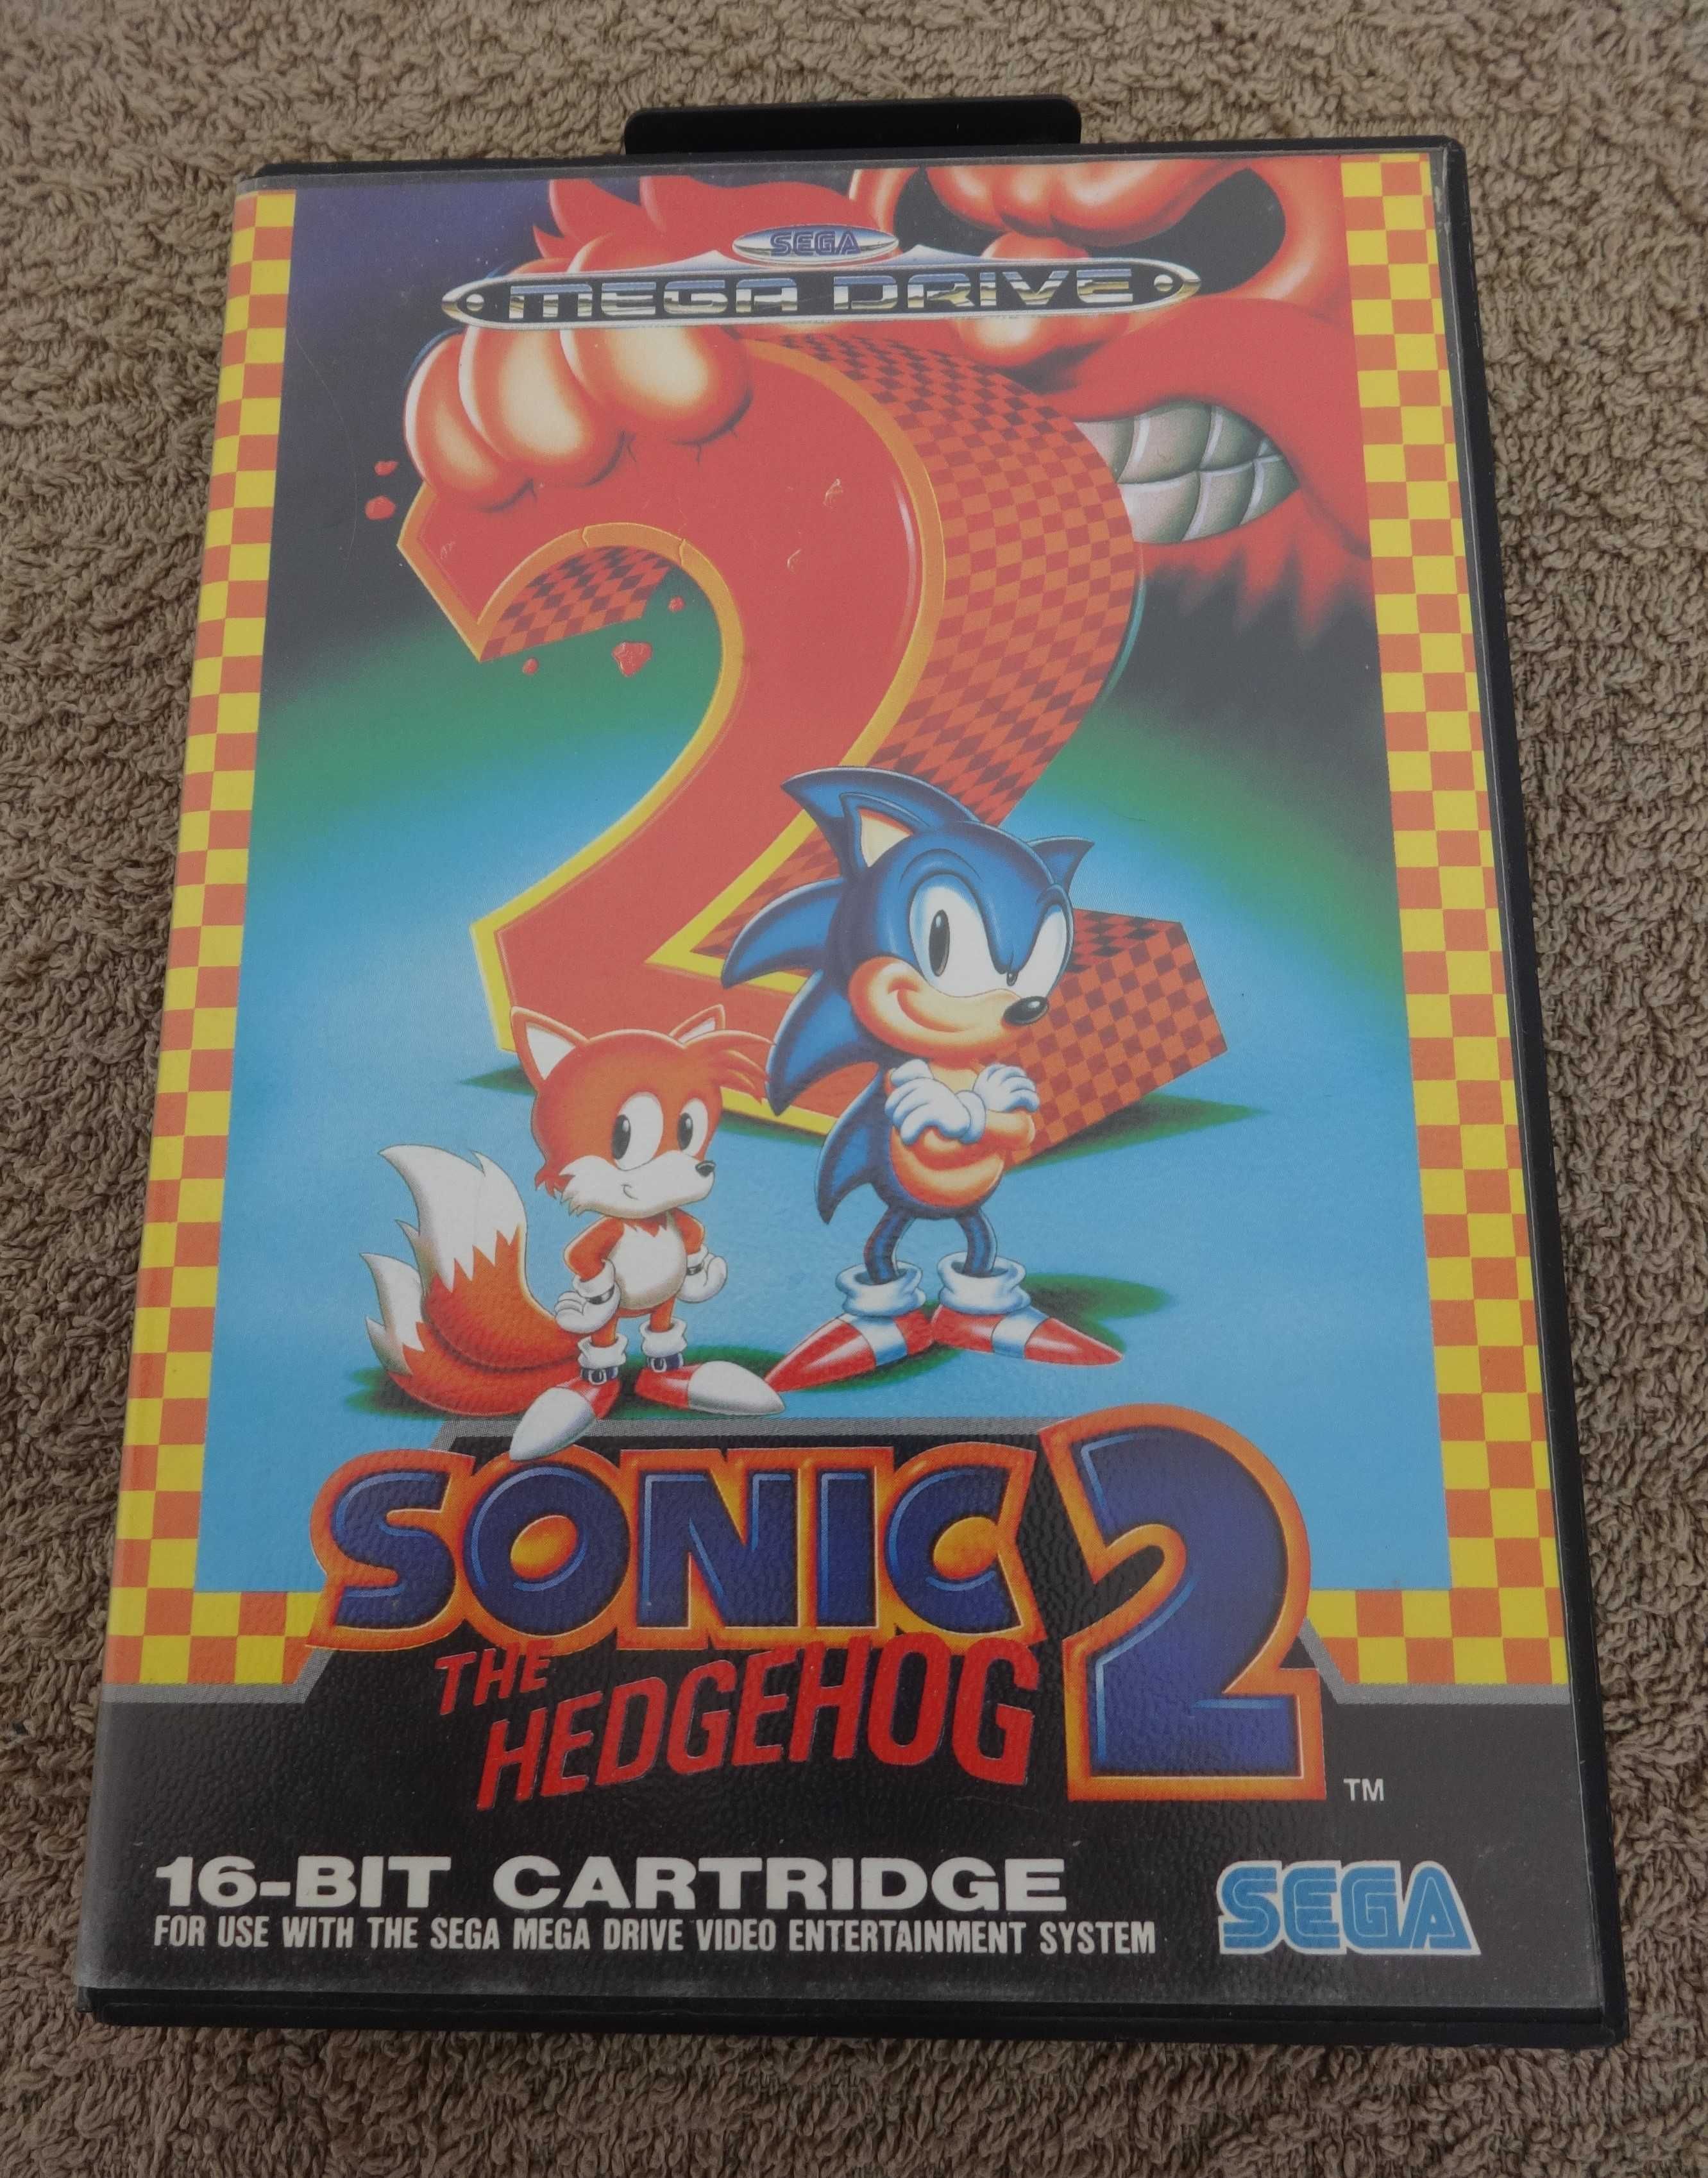 SEGA
MEGA DRIVE
2
SONIC 2
THE
HEDGEHOG
TM
16-BIT CARTRIDGE
FOR USE WITH THE SEGA MEGA DRIVE VIDEO ENTERTAINMENT SYSTEM
SEGA